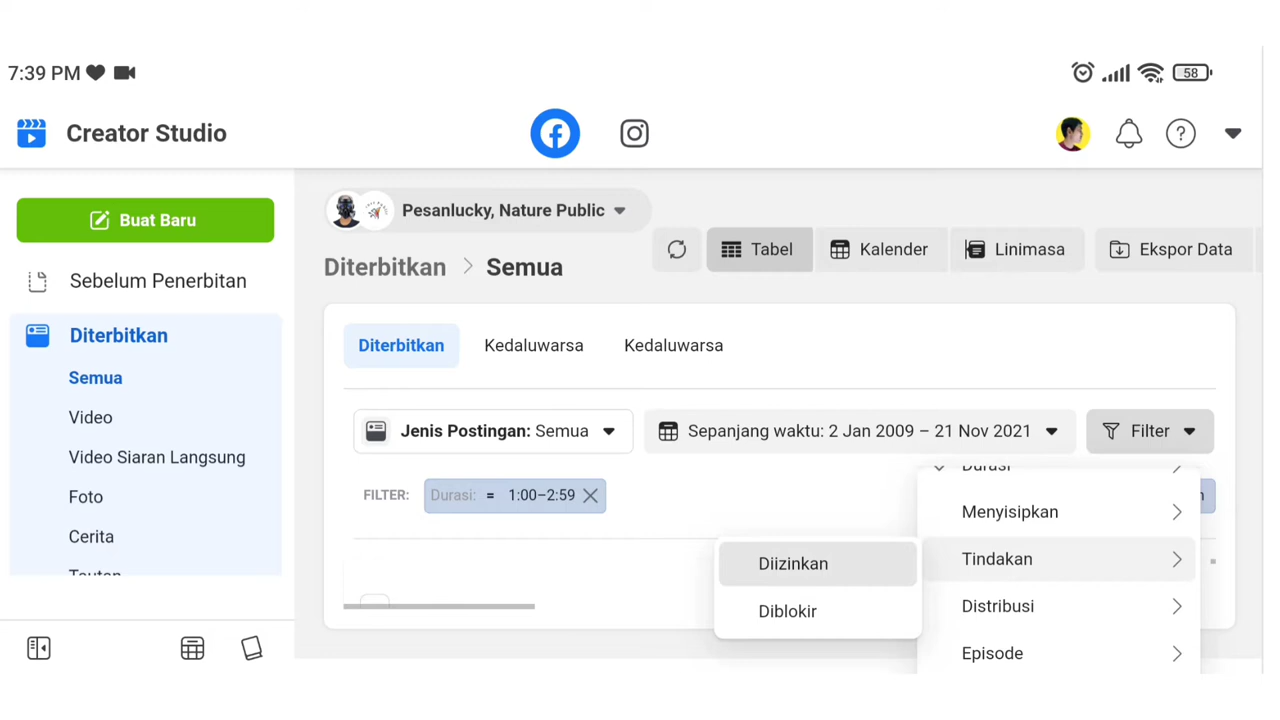 7:39 PM
58
Creator Studio
Buat Baru
Sebelum Penerbitan
Diterbitkan
Semua
Video
Video Siaran Langsung
Foto
Cerita
Pesanlucky, Nature Public
Diterbitkan > Semua
Tabel
Kalender
Linimasa
Ekspor Data
Diterbitkan
Kedaluwarsa
Kedaluwarsa
Jenis Postingan: Semua
Sepanjang waktu: 2 Jan 2009 – 21 Nov 2021
Filter
FILTER:
Durasi: = 1:00–2:59
Durasi
Menyisipkan
Tindakan
Distribusi
Episode
Diizinkan
Diblokir